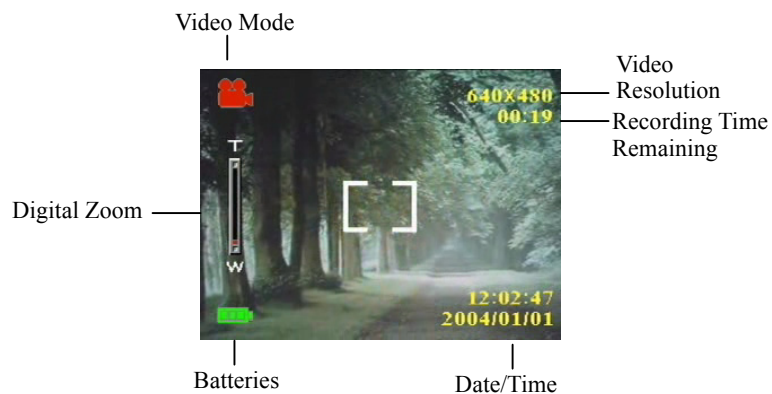 Video Mode
Video
Resolution
640X480
00:19
Recording Time
Remaining
T
Digital Zoom
W
12:02:47
2004/01/01
Batteries
Date/Time